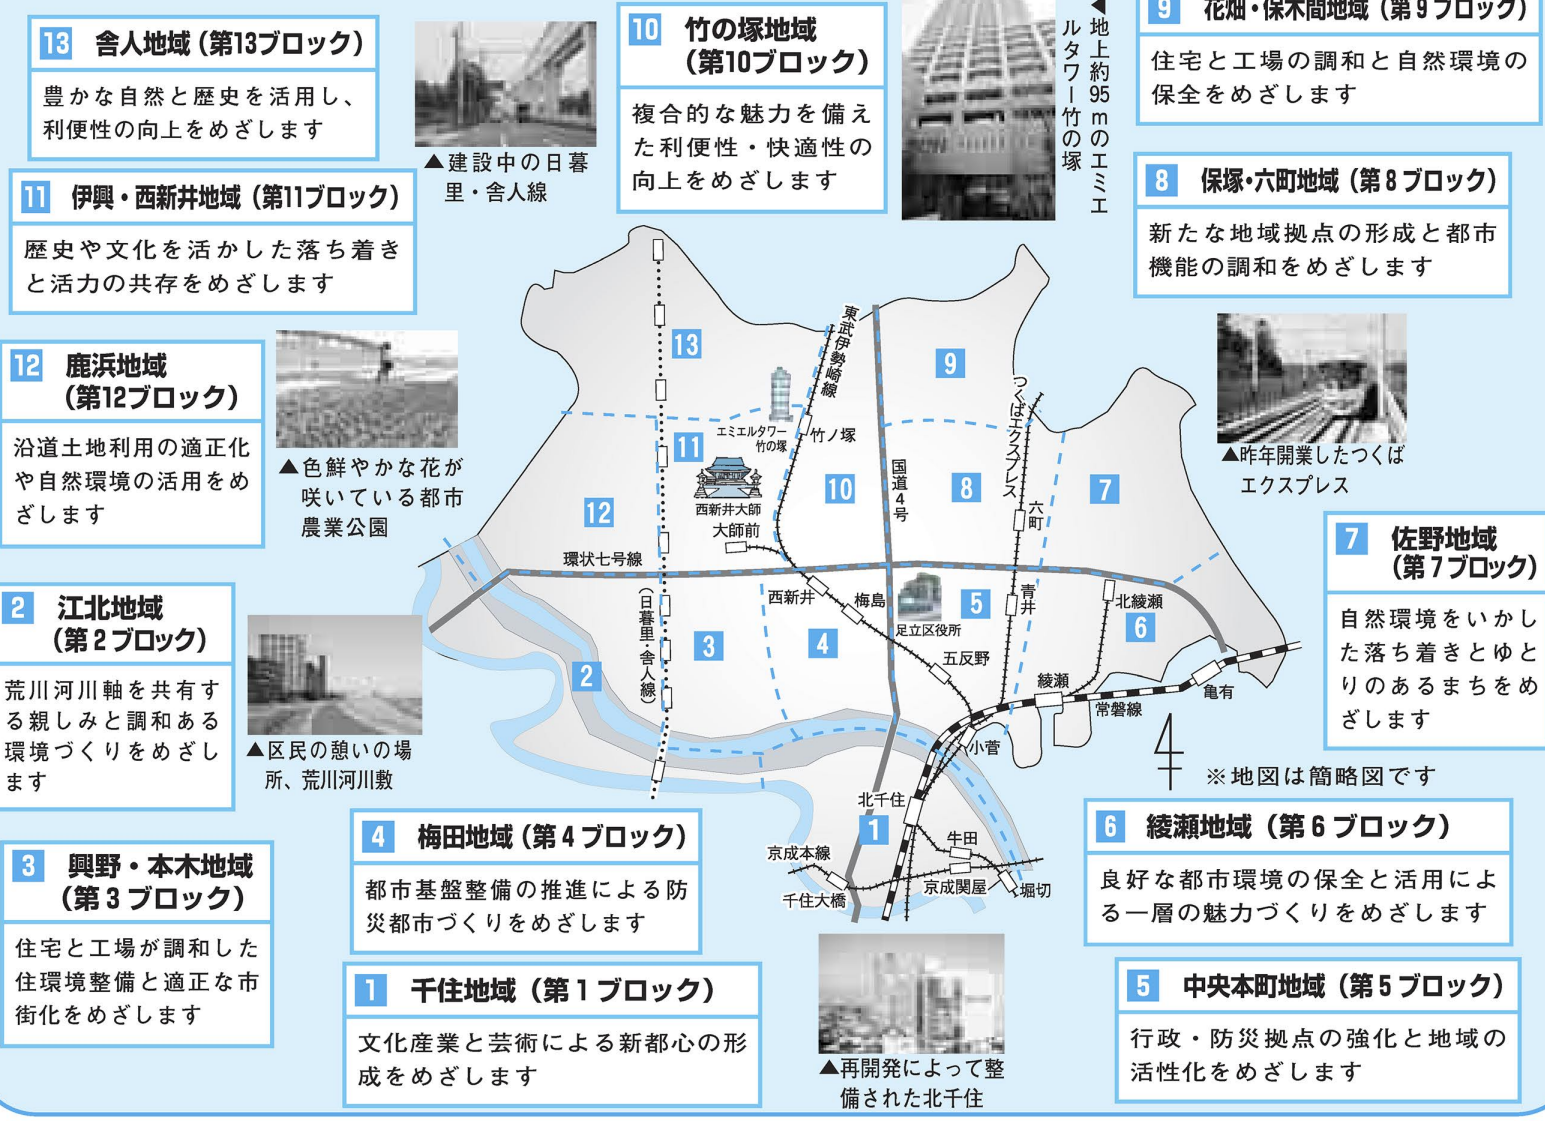 13 舎人地域（第13ブロック）
豊かな自然と歴史を活用し、
利便性の向上をめざします
▲建設中の日暮
里・舎人線
10 竹の塚地域
（第10ブロック）
複合的な魅力を備え
た利便性・快適性の
向上をめざします
◀地上約95ｍのエミエ
ルタワー竹の塚
9 花畑・保木間地域（第９ブロック）
住宅と工場の調和と自然環境の
保全をめざします
11 伊興・西新井地域（第11ブロック）
歴史や文化を活かした落ち着き
と活力の共存をめざします
8 保塚・六町地域（第８ブロック）
新たな地域拠点の形成と都市
機能の調和をめざします
12 鹿浜地域
（第12ブロック）
沿道土地利用の適正化
や自然環境の活用をめ
ざします
▲色鮮やかな花が
咲いている都市
農業公園
▲昨年開業したつくば
エクスプレス
7 佐野地域
（第７ブロック）
自然環境をいかし
た落ち着きとゆと
りのあるまちをめ
ざします
2 江北地域
（第２ブロック）
荒川河川軸を共有す
る親しみと調和ある
環境づくりをめざし
ます
▲区民の憩いの場
所、荒川河川敷
13
東武伊勢崎線
9
つくばエクスプレス
エミエルタワー
竹の塚
竹ノ塚
11
西新井大師
大師前
10
国道４号
8
7
六町
12
環状七号線
西新井
梅島
足立区役所
5
青井
北綾瀬
6
（日暮里・舎人線）
3
4
2
五反野
綾瀬
常磐線
亀有
小菅
北千住
1
牛田
京成本線
千住大橋
京成関屋
堀切
※地図は簡略図です
4 梅田地域（第４ブロック）
都市基盤整備の推進による防
災都市づくりをめざします
6 綾瀬地域（第６ブロック）
良好な都市環境の保全と活用によ
る一層の魅力づくりをめざします
3 興野・本木地域
（第３ブロック）
住宅と工場が調和した
住環境整備と適正な市
街化をめざします
1 千住地域（第１ブロック）
文化産業と芸術による新都心の形
成をめざします
▲再開発によって整
備された北千住
5 中央本町地域（第５ブロック）
行政・防災拠点の強化と地域の
活性化をめざします